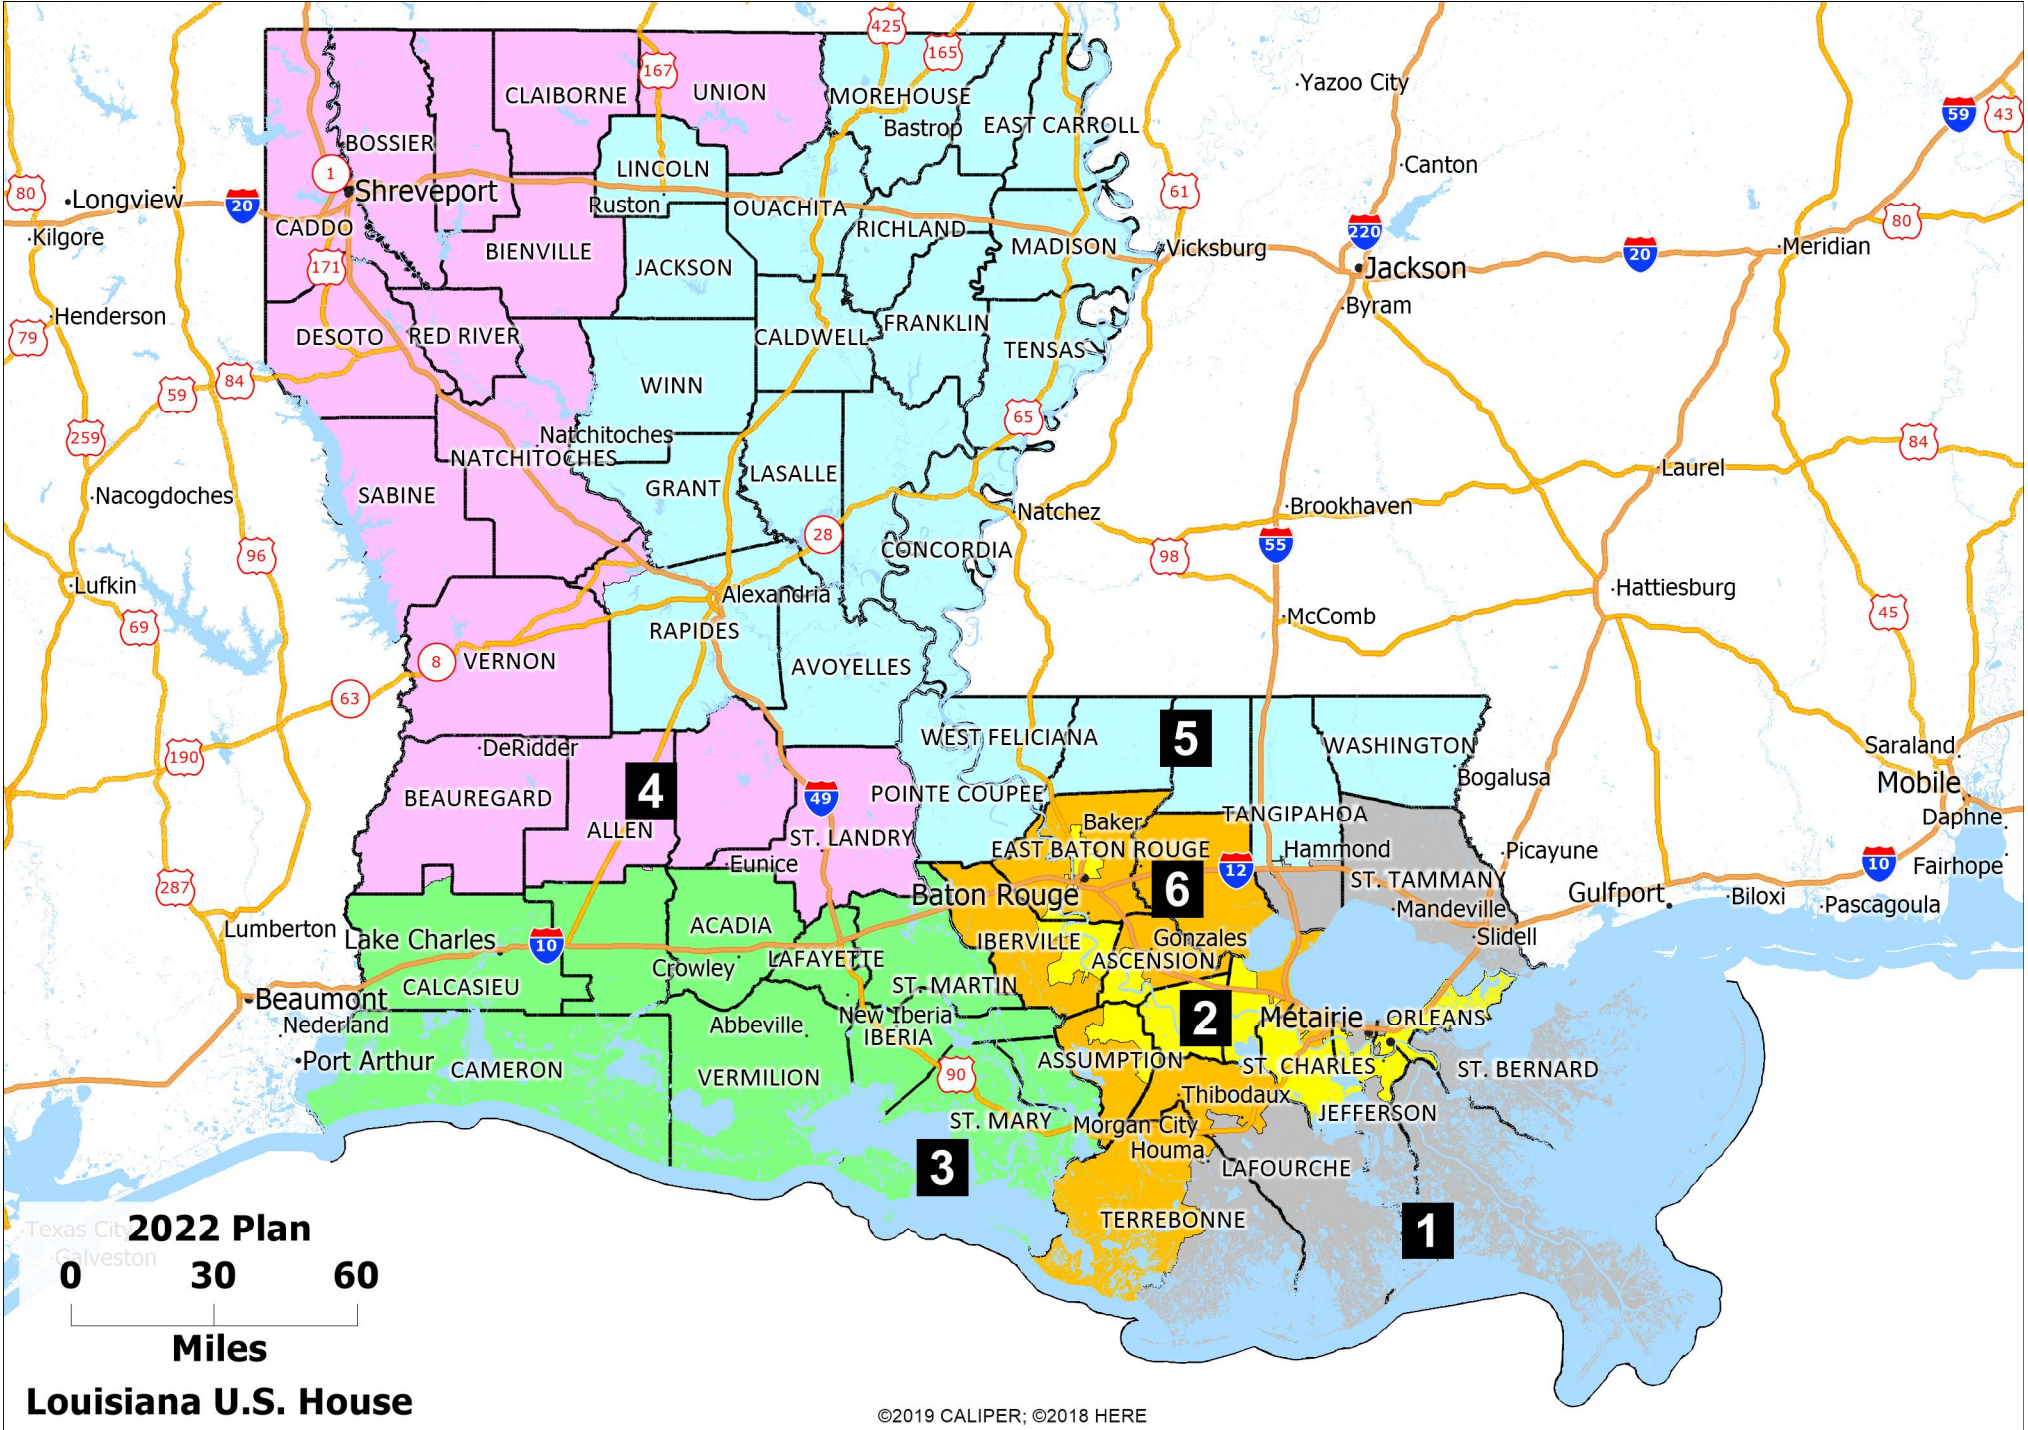 425
165
167
Yazoo City
59
43
CLAIBORNE
UNION
MOREHOUSE
Bastrop
EAST CARROLL
BOSSIER
LINCOLN
Canton
1
80
Longview
20
Shreveport
61
Ruston
OUACHITA
CADDO
RICHLAND
220
80
Kilgore
BIENVILLE
MADISON
Vicksburg
20
Meridian
171
JACKSON
Jackson
Byram
Henderson
79
DESOTO
RED RIVER
CALDWELL
FRANKLIN
TENSAS
59
84
WINN
65
259
Natchitoches
NATCHITOCHES
84
LASALLE
Laurel
Nacogdoches
SABINE
GRANT
Natchez
Brookhaven
28
96
CONCORDIA
98
55
Lufkin
Alexandria
Hattiesburg
69
RAPIDES
McComb
45
8
VERNON
AVOYELLES
63
190
DeRidder
WEST FELICIANA
5
WASHINGTON
Saraland
Bogalusa
Mobile
BEAUREGARD
4
49
POINTE COUPEE
Daphne
ALLEN
ST. LANDRY
Baker
TANGIPAHOA
EAST BATON ROUGE
Hammond
Picayune
Eunice
12
10
Fairhope
287
Baton Rouge
6
ST. TAMMANY
Mandeville
Gulfport
Biloxi
Pascagoula
Lumberton
Lake Charles
10
ACADIA
IBERVILLE
Gonzales
Slidell
Crowley
LAFAYETTE
ASCENSION
CALCASIEU
ST. MARTIN
Beaumont
Nederland
Abbeville
New Iberia
IBERIA
2
Metairie
ORLEANS
Port Arthur
CAMERON
VERMILION
90
ASSUMPTION
ST. CHARLES
ST. BERNARD
Thibodaux
JEFFERSON
ST. MARY
Morgan City
Houma
3
LAFOURCHE
TERREBONNE
1
Texas City
2022 Plan
Galveston
0 30 60
Miles
Louisiana U.S. House
©2019 CALIPER; ©2018 HERE